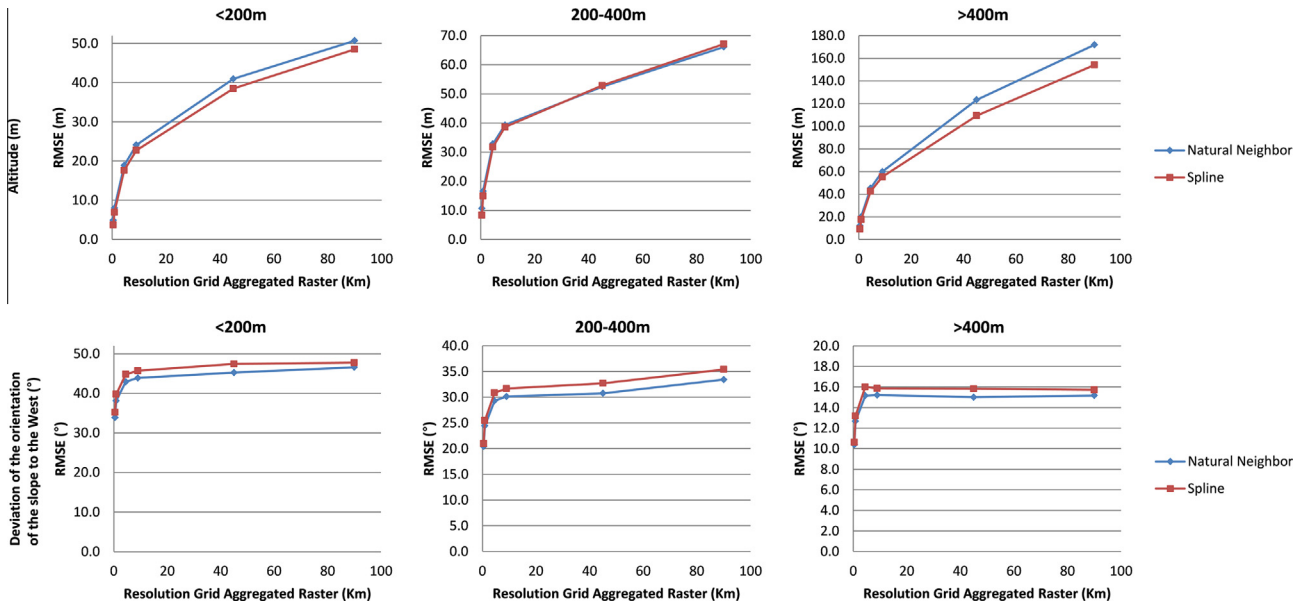 <200m
Altitude (m)
RMSE (m)
50.0
40.0
30.0
20.0
10.0
0.0
0 20 40 60 80 100
Resolution Grid Aggregated Raster (Km)
200-400m
RMSE (m)
70.0
60.0
50.0
40.0
30.0
20.0
10.0
0.0
0 20 40 60 80 100
Resolution Grid Aggregated Raster (Km)
>400m
RMSE (m)
180.0
160.0
140.0
120.0
100.0
80.0
60.0
40.0
20.0
0.0
0 20 40 60 80 100
Resolution Grid Aggregated Raster (Km)
Natural Neighbor
Spline
<200m
Deviation of the orientation
of the slope to the West (°)
RMSE (°)
50.0
40.0
30.0
20.0
10.0
0.0
0 20 40 60 80 100
Resolution Grid Aggregated Raster (Km)
200-400m
RMSE (°)
40.0
35.0
30.0
25.0
20.0
15.0
10.0
5.0
0.0
0 20 40 60 80 100
Resolution Grid Aggregated Raster (Km)
>400m
RMSE (°)
20.0
18.0
16.0
14.0
12.0
10.0
8.0
6.0
4.0
2.0
0.0
0 20 40 60 80 100
Resolution Grid Aggregated Raster (Km)
Natural Neighbor
Spline